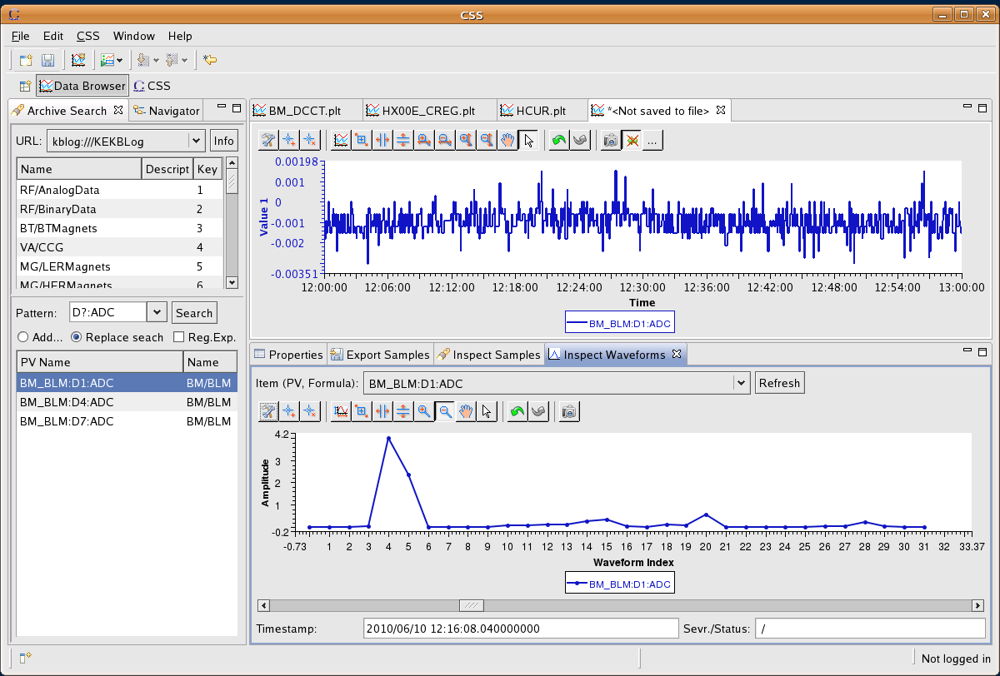 CSS
File Edit CSS Window Help
Data Browser CSS
Archive Search Navigator
BM_DCCT.plt HX00E_CREG.plt HCUR.plt *<Not saved to file>
URL: kblog:///KEKBLog Info
Name Descript Key
RF/AnalogData 1
RF/BinaryData 2
BT/BTMagnets 3
VA/CCG 4
MG/LERMagnets 5
MG/HERMagnets 6
Pattern: D?:ADC Search
Add... Replace seach Reg.Exp.
PV Name Name
BM_BLM:D1:ADC BM/BLM
BM_BLM:D4:ADC BM/BLM
BM_BLM:D7:ADC BM/BLM
...
0.00198
0.001
0
-0.001
-0.002
-0.00351
Value 1
12:00:00 12:06:00 12:12:00 12:18:00 12:24:00 12:30:00 12:36:00 12:42:00 12:48:00 12:54:00 13:00:00
Time
BM_BLM:D1:ADC
Properties Export Samples Inspect Samples Inspect Waveforms
Item (PV, Formula): BM_BLM:D1:ADC Refresh
4.2
3
2
1
-0.2
Amplitude
-0.73 1 2 3 4 5 6 7 8 9 10 11 12 13 14 15 16 17 18 19 20 21 22 23 24 25 26 27 28 29 30 31 32 33.37
Waveform Index
BM_BLM:D1:ADC
Timestamp: 2010/06/10 12:16:08.040000000 Sevr./Status: /
Not logged in